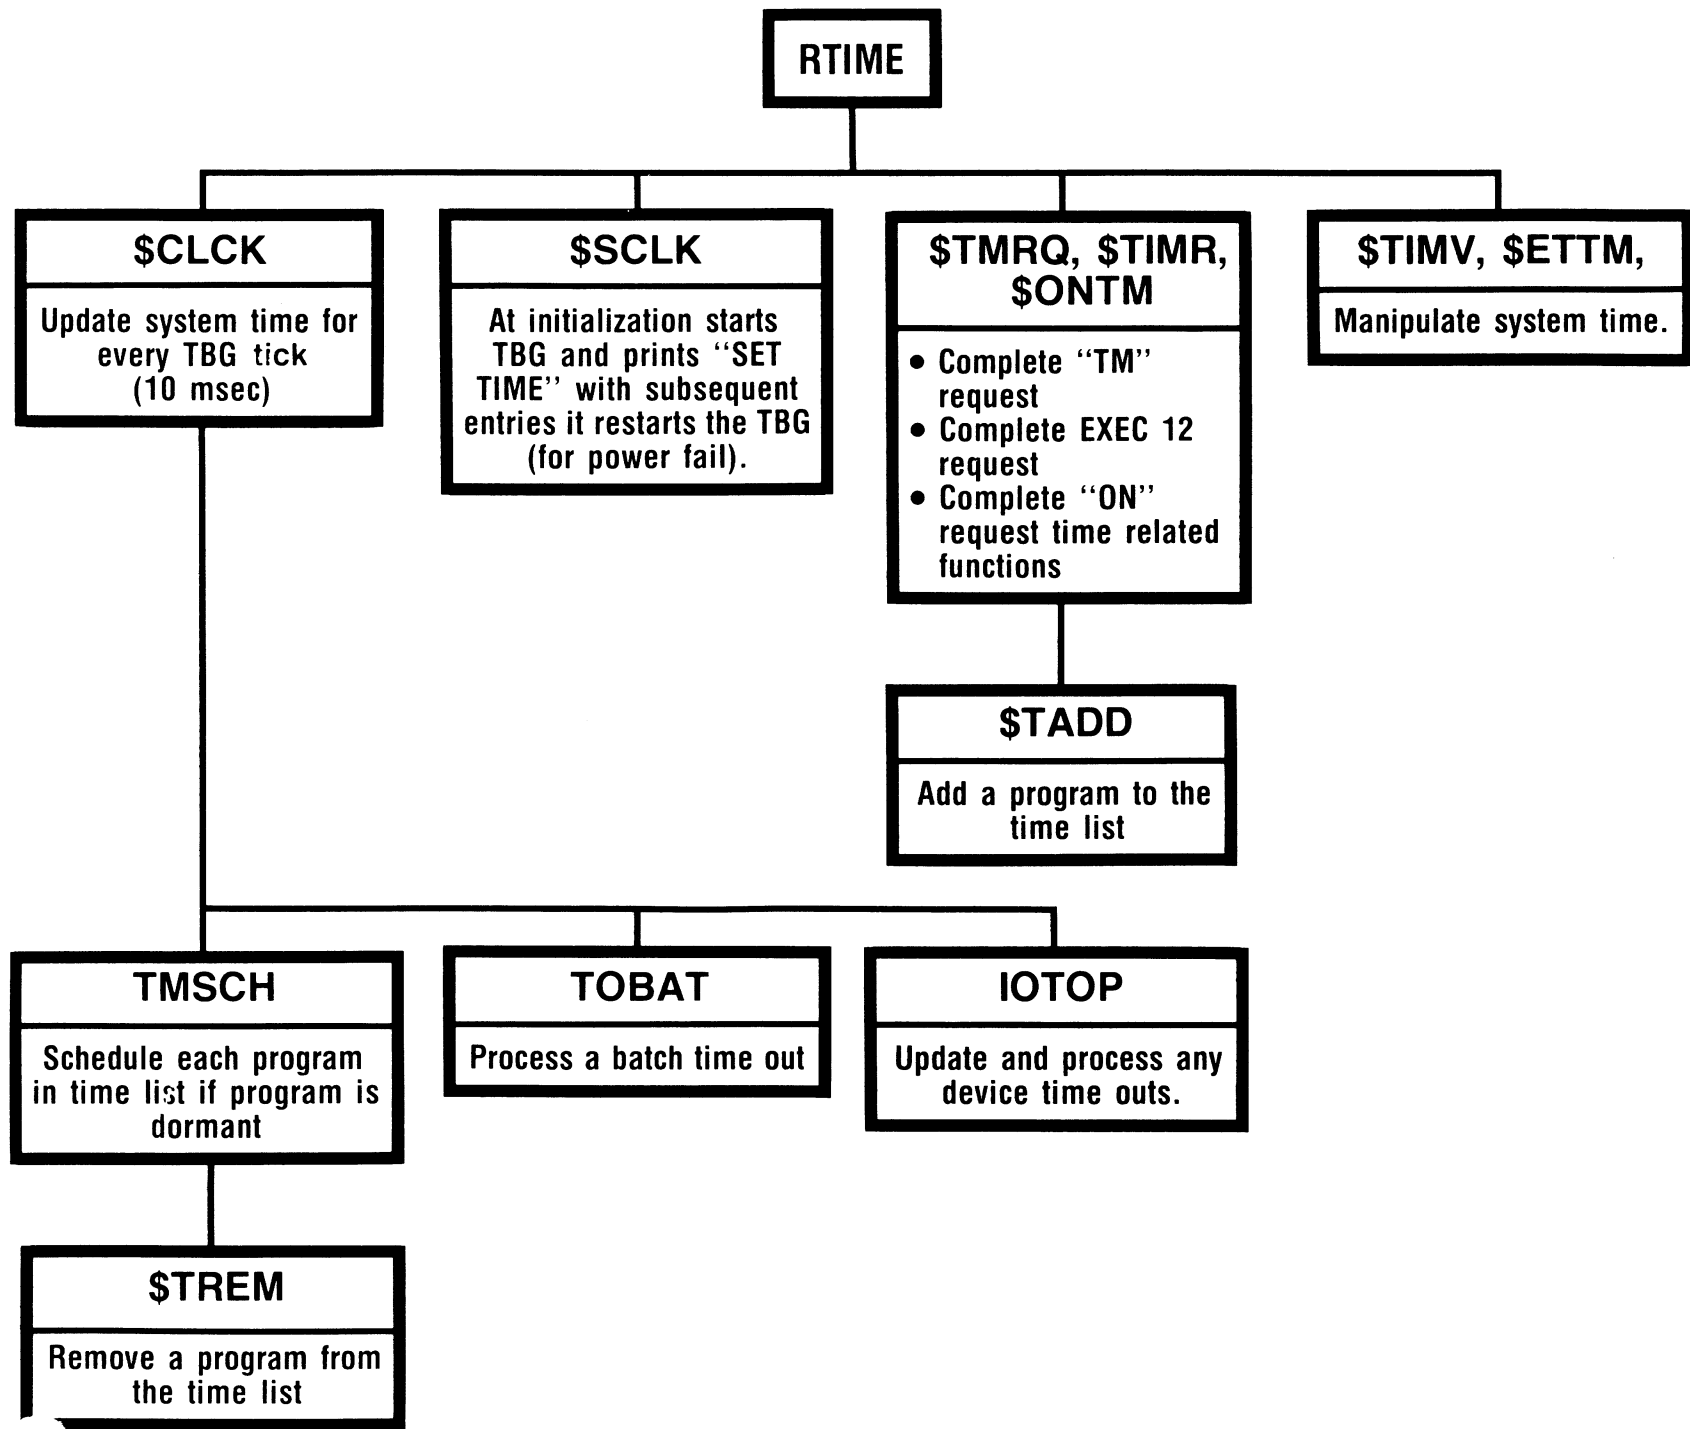 RTIME
$CLCK
Update system time for
every TBG tick
(10 msec)
$SCLK
At initialization starts
TBG and prints “SET
TIME” with subsequent
entries it restarts the TBG
(for power fail).
$TMRQ, $TIMR,
$ONTM
• Complete “TM”
request
• Complete EXEC 12
request
• Complete “ON”
request time related
functions
$TIMV, $ETTM,
Manipulate system time.
$TADD
Add a program to the
time list
TMSCH
Schedule each program
in time list if program is
dormant
TOBAT
Process a batch time out
IOTOP
Update and process any
device time outs.
$TREM
Remove a program from
the time list